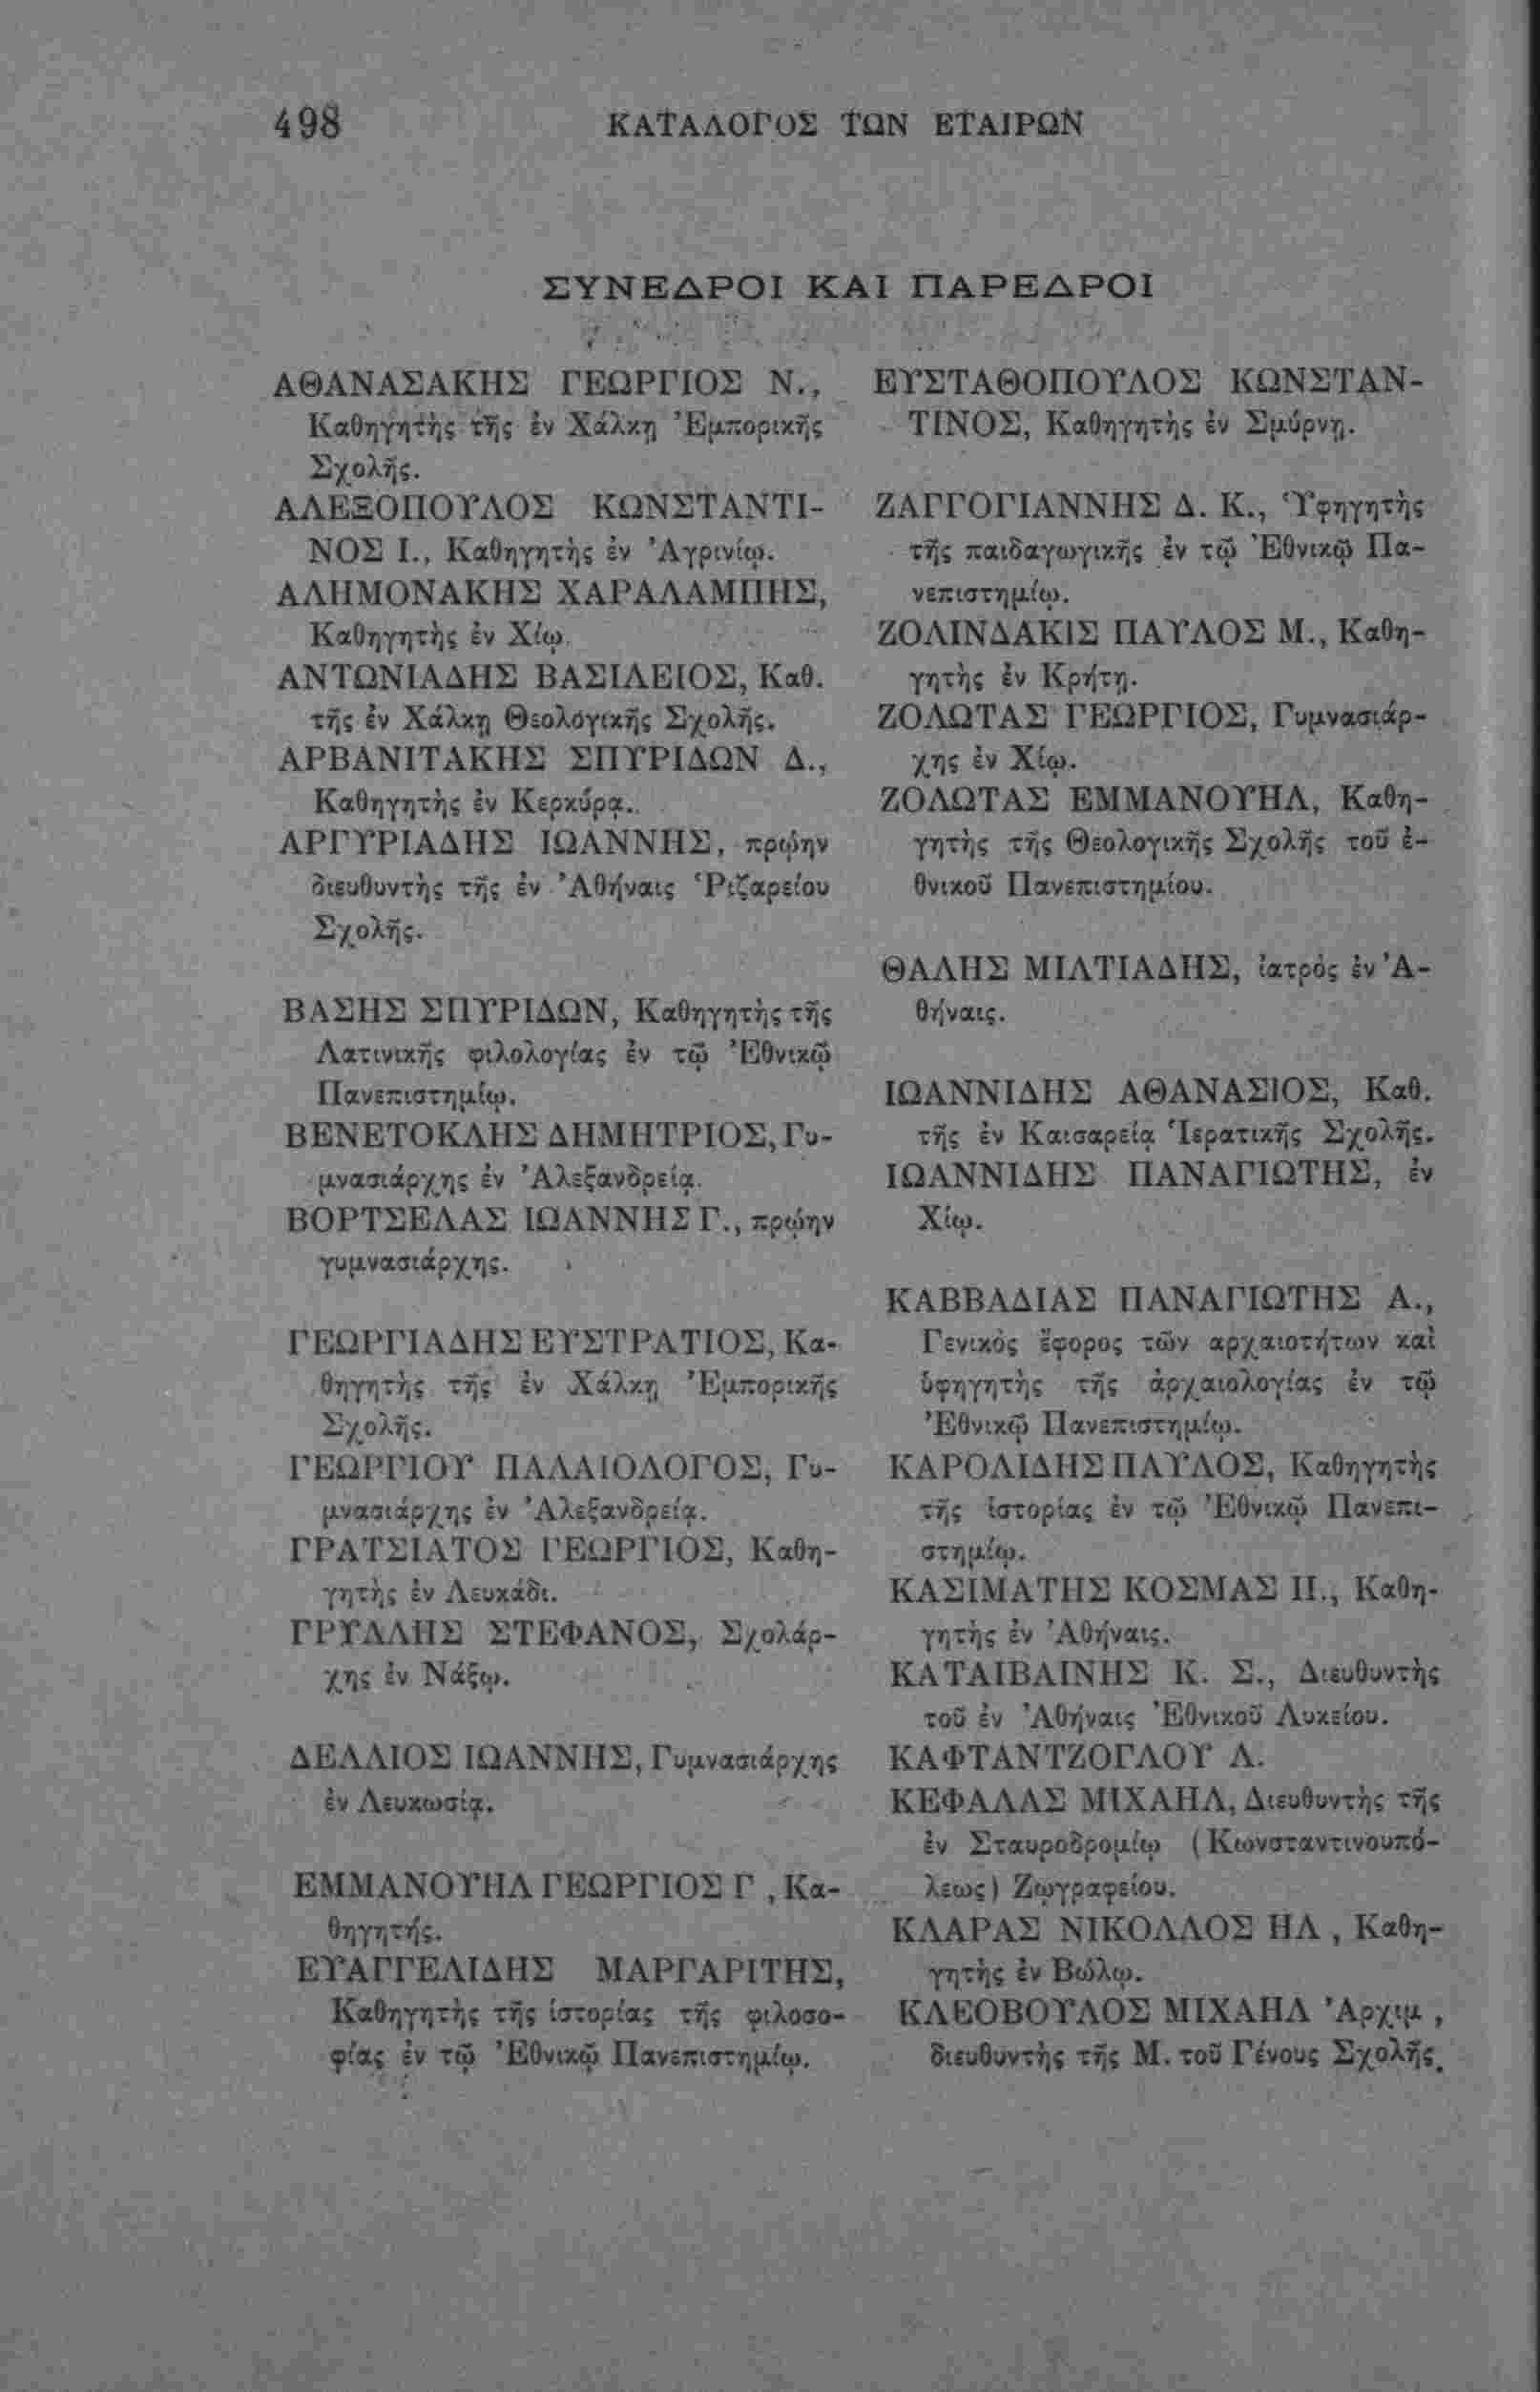 498
ΚΑΤΑΛΟΓΟΣ ΤΩΝ ΕΤΑΙΡΩΝ
ΣΥΝΕΔΡΟΙ ΚΑΙ ΠΑΡΕΔΡΟΙ
ΑΘΑΝΑΣΑΚΗΣ ΓΕΩΡΓΙΟΣ Ν.,
Καθηγητὴς τῆς ἐν Χάλκῃ Ἐμπορικῆς
Σχολῆς.
ΑΛΕΞΟΠΟΥΛΟΣ ΚΩΝΣΤΑΝΤΙ-
ΝΟΣ Ι., Καθηγητὴς ἐν Ἀγρινίῳ.
ΑΛΗΜΟΝΑΚΗΣ ΧΑΡΑΛΑΜΠΗΣ,
Καθηγητὴς ἐν Χίῳ.
ΑΝΤΩΝΙΑΔΗΣ ΒΑΣΙΛΕΙΟΣ, Καθ.
τῆς ἐν Χάλκῃ Θεολογικῆς Σχολῆς.
ΑΡΒΑΝΙΤΑΚΗΣ ΣΠΥΡΙΔΩΝ Δ.,
Καθηγητὴς ἐν Κερκύρᾳ.
ΑΡΓΥΡΙΑΔΗΣ ΙΩΑΝΝΗΣ, πρῴην
διευθυντὴς τῆς ἐν Ἀθήναις Ῥιζαρείου
Σχολῆς.
ΒΑΣΗΣ ΣΠΥΡΙΔΩΝ, Καθηγητὴς τῆς
Λατινικῆς φιλολογίας ἐν τῷ Ἐθνικῷ
Πανεπιστημίῳ.
ΒΕΝΕΤΟΚΛΗΣ ΔΗΜΗΤΡΙΟΣ, Γυ-
μνασιάρχης ἐν Ἀλεξανδρείᾳ.
ΒΟΡΤΣΕΛΑΣ ΙΩΑΝΝΗΣ Γ., πρῴην
γυμνασιάρχης.
ΓΕΩΡΓΙΑΔΗΣ ΕΥΣΤΡΑΤΙΟΣ, Κα-
θηγητὴς τῆς ἐν Χάλκῃ Ἐμπορικῆς
Σχολῆς.
ΓΕΩΡΓΙΟΥ ΠΑΛΑΙΟΛΟΓΟΣ, Γυ-
μνασιάρχης ἐν Ἀλεξανδρείᾳ.
ΓΡΑΤΣΙΑΤΟΣ ΓΕΩΡΓΙΟΣ, Καθη-
γητὴς ἐν Λευκάδι.
ΓΡΥΛΛΗΣ ΣΤΕΦΑΝΟΣ, Σχολάρ-
χης ἐν Νάξῳ.
ΔΕΛΛΙΟΣ ΙΩΑΝΝΗΣ, Γυμνασιάρχης
ἐν Λευκωσίᾳ.
ΕΜΜΑΝΟΥΗΛ ΓΕΩΡΓΙΟΣ Γ , Κα-
θηγητής.
ΕΥΑΓΓΕΛΙΔΗΣ ΜΑΡΓΑΡΙΤΗΣ,
Καθηγητὴς τῆς ἱστορίας τῆς φιλοσο-
φίας ἐν τῷ Ἐθνικῷ Πανεπιστημίῳ.
ΕΥΣΤΑΘΟΠΟΥΛΟΣ ΚΩΝΣΤΑΝ-
ΤΙΝΟΣ, Καθηγητὴς ἐν Σμύρνῃ.
ΖΑΓΓΟΓΙΑΝΝΗΣ Δ. Κ., Ὑφηγητὴς
τῆς παιδαγωγικῆς ἐν τῷ Ἐθνικῷ Πα-
νεπιστημίῳ.
ΖΟΛΙΝΔΑΚΙΣ ΠΑΥΛΟΣ Μ., Καθη-
γητὴς ἐν Κρήτῃ.
ΖΟΛΩΤΑΣ ΓΕΩΡΓΙΟΣ, Γυμνασιάρ-
χης ἐν Χίῳ.
ΖΟΛΩΤΑΣ ΕΜΜΑΝΟΥΗΛ, Καθη-
γητὴς τῆς Θεολογικῆς Σχολῆς τοῦ ἐ-
θνικοῦ Πανεπιστημίου.
ΘΑΛΗΣ ΜΙΛΤΙΑΔΗΣ, ἰατρὸς ἐν Ἀ-
θήναις.
ΙΩΑΝΝΙΔΗΣ ΑΘΑΝΑΣΙΟΣ, Καθ.
τῆς ἐν Καισαρείᾳ Ἱερατικῆς Σχολῆς.
ΙΩΑΝΝΙΔΗΣ ΠΑΝΑΓΙΩΤΗΣ, ἐν
Χίῳ.
ΚΑΒΒΑΔΙΑΣ ΠΑΝΑΓΙΩΤΗΣ Α.,
Γενικὸς ἔφορος τῶν αρχαιοτήτων καὶ
ὑφηγητὴς τῆς ἀρχαιολογίας ἐν τῷ
Ἐθνικῷ Πανεπιστημίῳ.
ΚΑΡΟΛΙΔΗΣ ΠΑΥΛΟΣ, Καθηγητὴς
τῆς ἱστορίας ἐν τῷ Ἐθνικῷ Πανεπι-
στημίῳ.
ΚΑΣΙΜΑΤΗΣ ΚΟΣΜΑΣ Π., Καθη-
γητὴς ἐν Ἀθήναις.
ΚΑΤΑΙΒΑΙΝΗΣ Κ. Σ., Διευθυντὴς
τοῦ ἐν Ἀθήναις Ἐθνικοῦ Λυκείου.
ΚΑΦΤΑΝΤΖΟΓΛΟΥ Λ.
ΚΕΦΑΛΑΣ ΜΙΧΑΗΛ, Διευθυντὴς τῆς
ἐν Σταυροδρομίῳ (Κωνσταντινουπό-
λεως) Ζωγραφείου.
ΚΛΑΡΑΣ ΝΙΚΟΛΑΟΣ ΗΛ , Καθη-
γητὴς ἐν Βώλῳ.
ΚΛΕΟΒΟΥΛΟΣ ΜΙΧΑΗΛ Ἀρχιμ ,
διευθυντὴς τῆς Μ. τοῦ Γένους Σχολῆς.